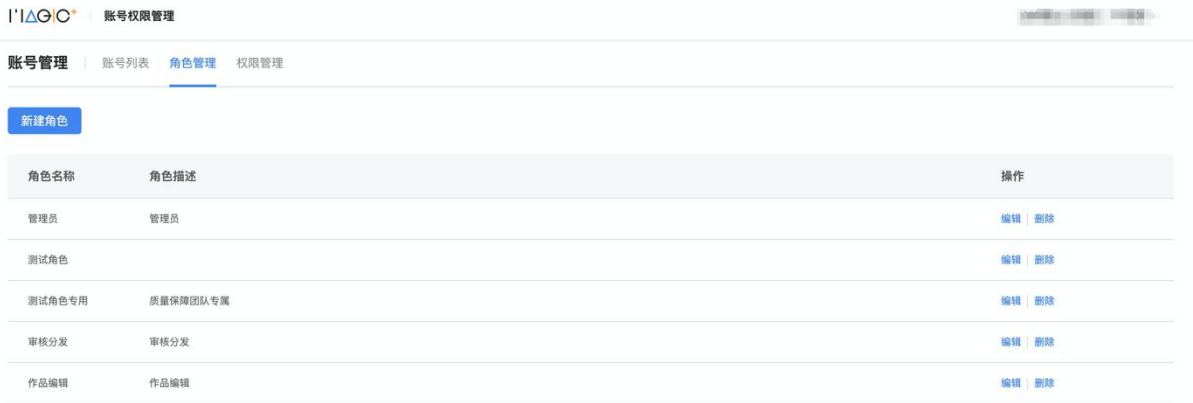 MAGIC+ 账号权限管理
账号管理 账号列表 角色管理 权限管理
新建角色
角色名称 角色描述 操作
管理员 管理员 编辑 删除
测试角色 编辑 删除
测试角色专用 质量保障团队专属 编辑 删除
审核分发 审核分发 编辑 删除
作品编辑 作品编辑 编辑 删除